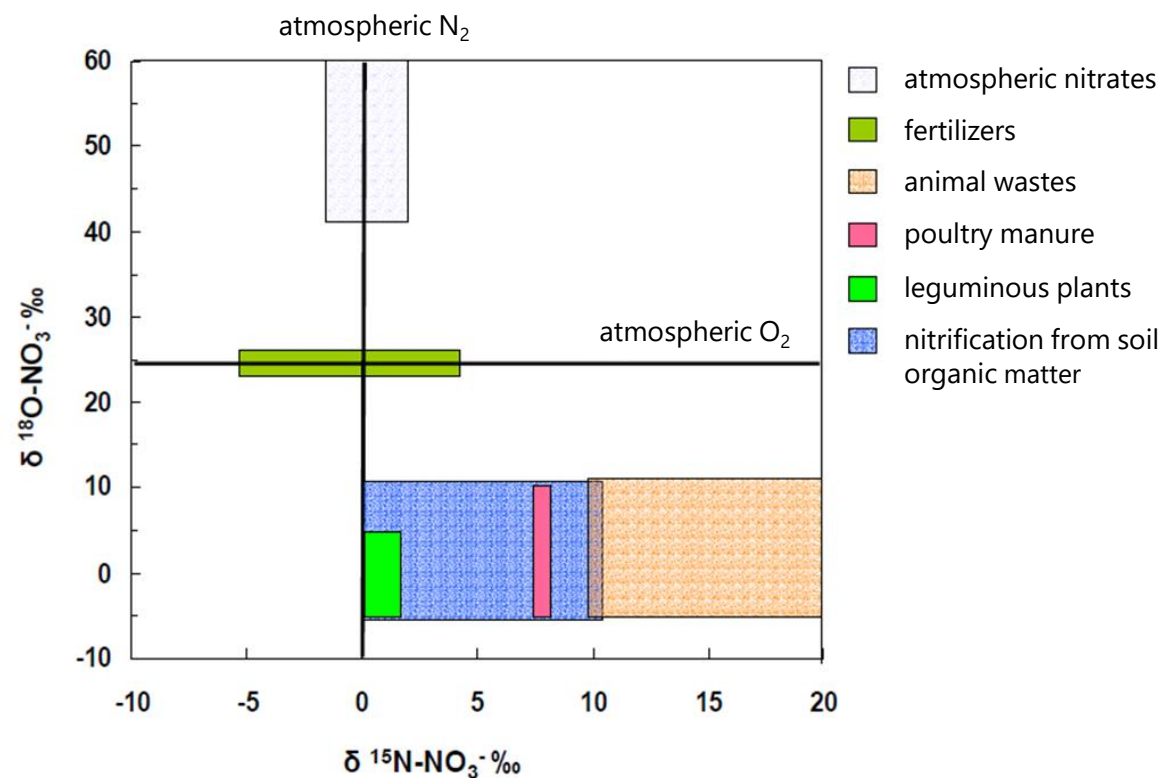 atmospheric N₂
60
50
40
30
20
10
0
-10
-10
-5
0
5
10
15
20
δ ¹⁸O-NO₃⁻ ‰
δ ¹⁵N-NO₃⁻ ‰
atmospheric O₂
atmospheric nitrates
fertilizers
animal wastes
poultry manure
leguminous plants
nitrification from soil
organic matter